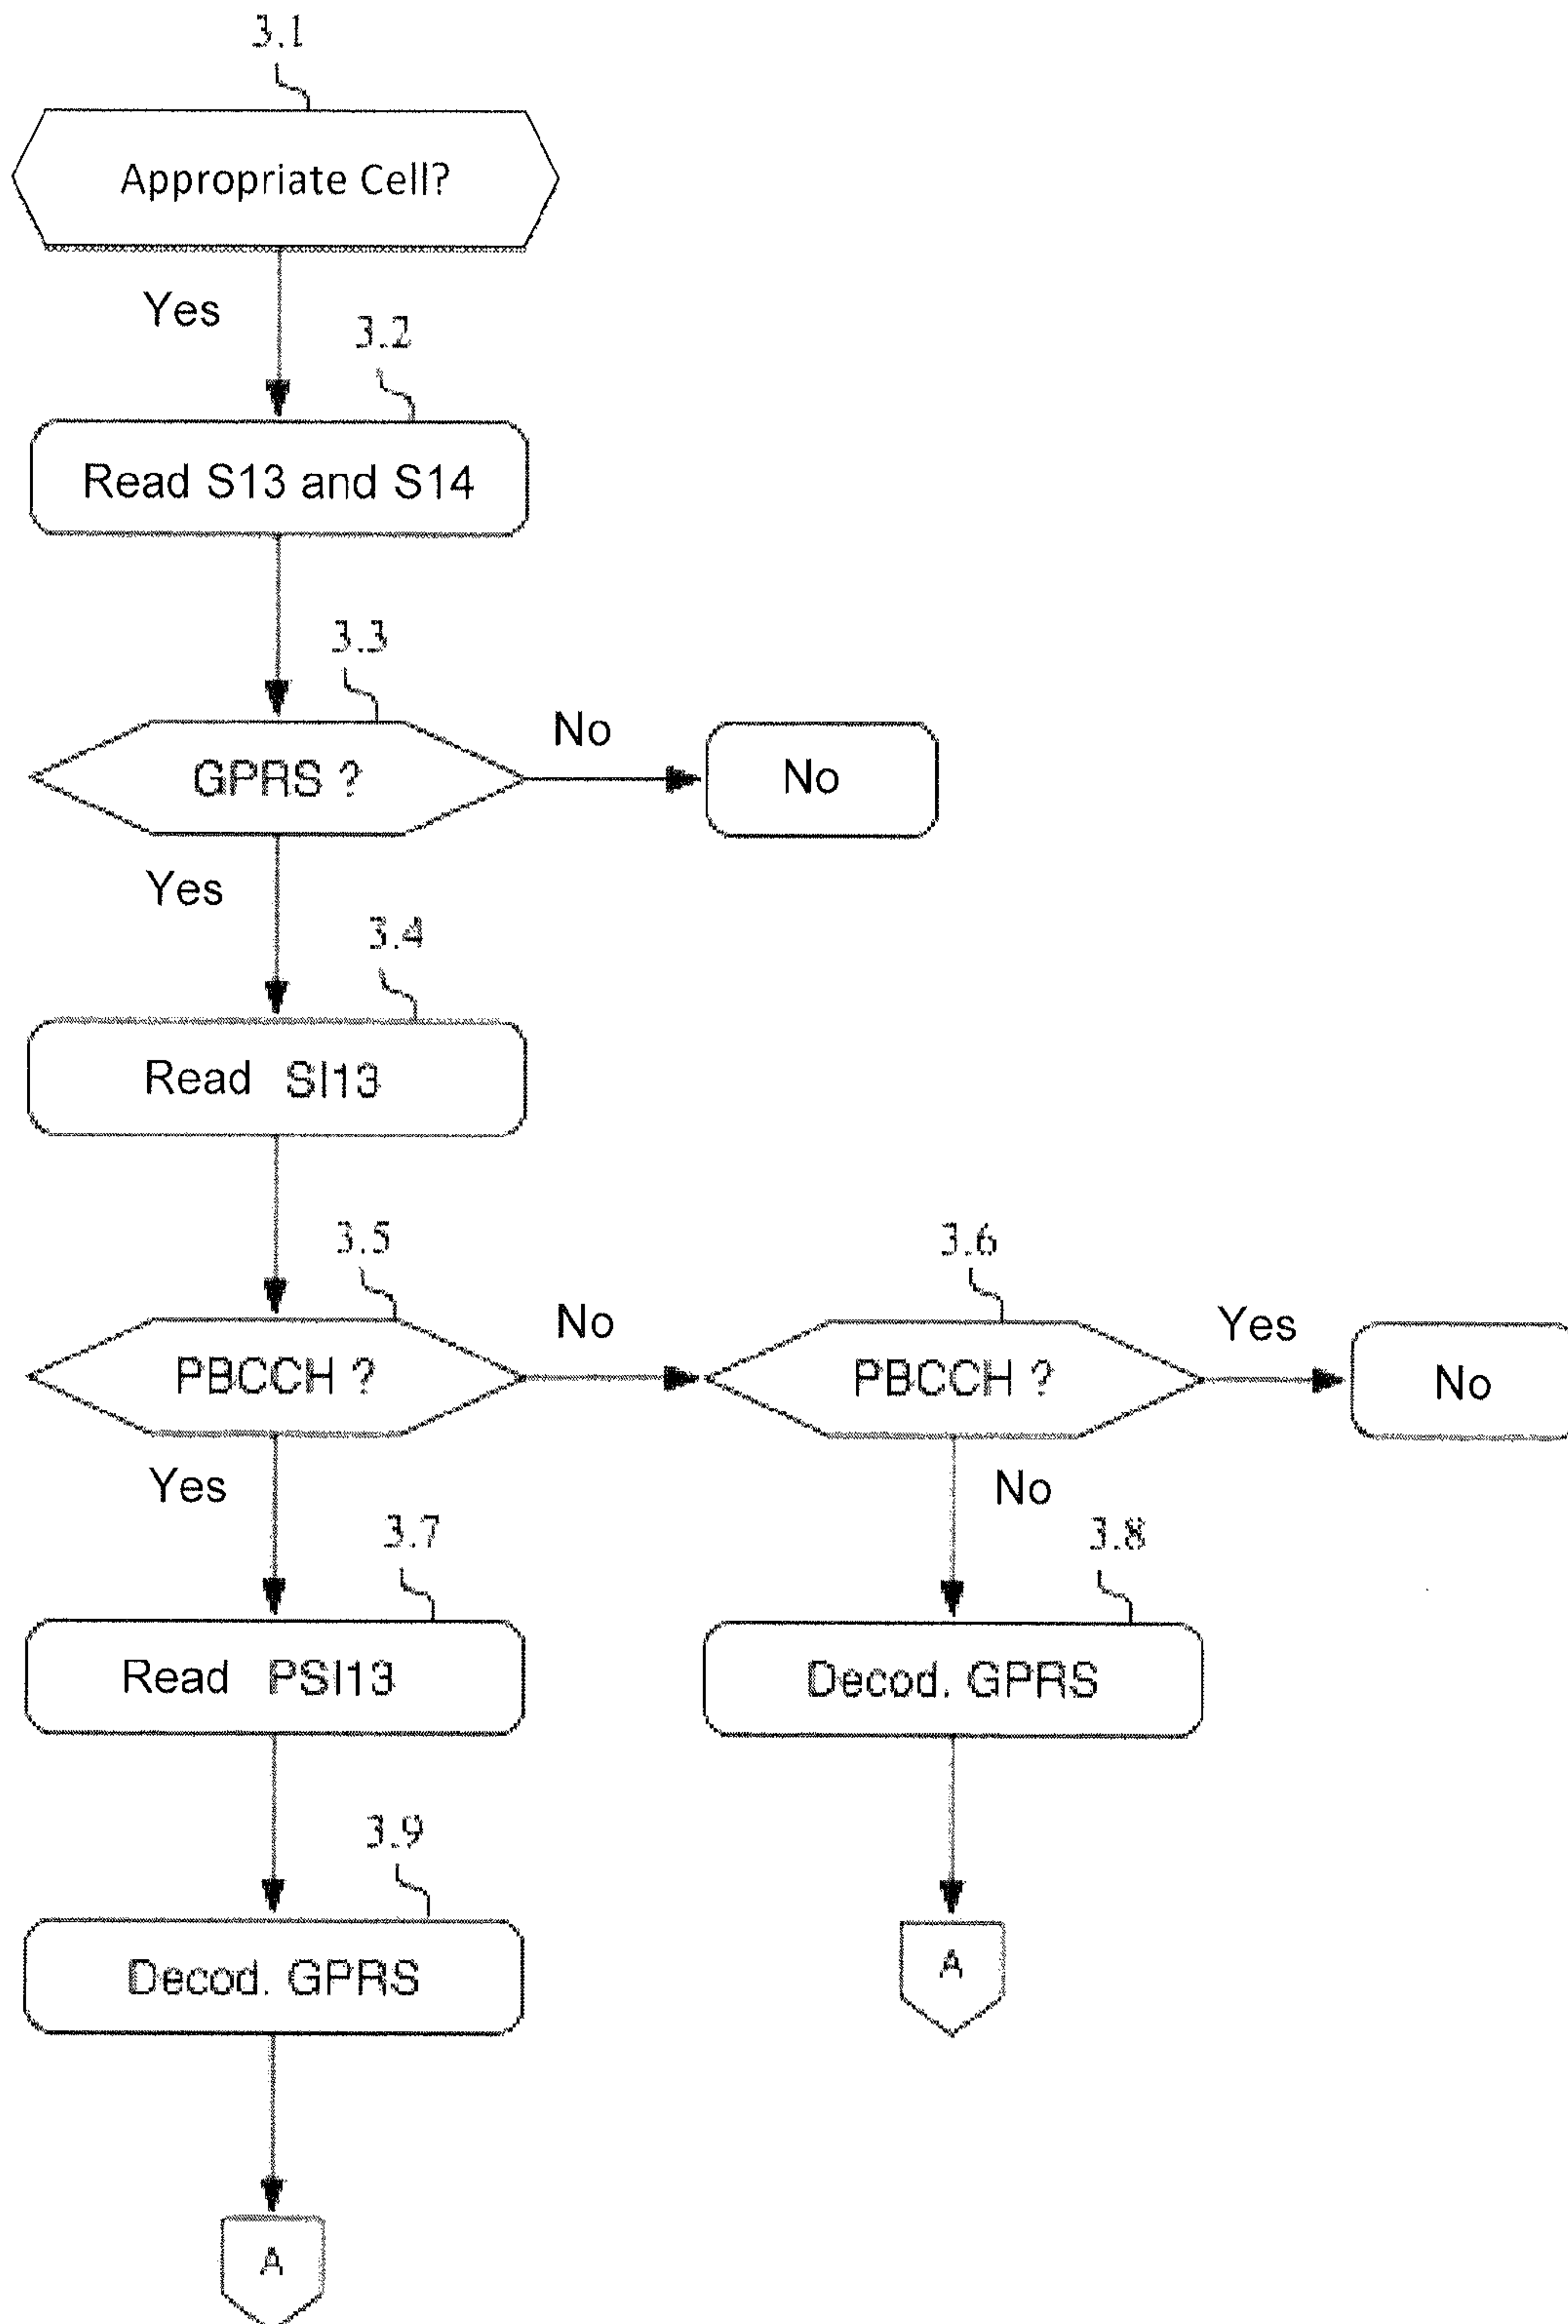 3.1
Appropriate Cell?
Yes
3.2
Read S13 and S14
3.3
GPRS ?
No
No
Yes
3.4
Read SI13
3.5
PBCCH ?
No
3.6
PBCCH ?
Yes
No
Yes
No
3.7
Read PSI13
3.8
Decod. GPRS
3.9
Decod. GPRS
A
A